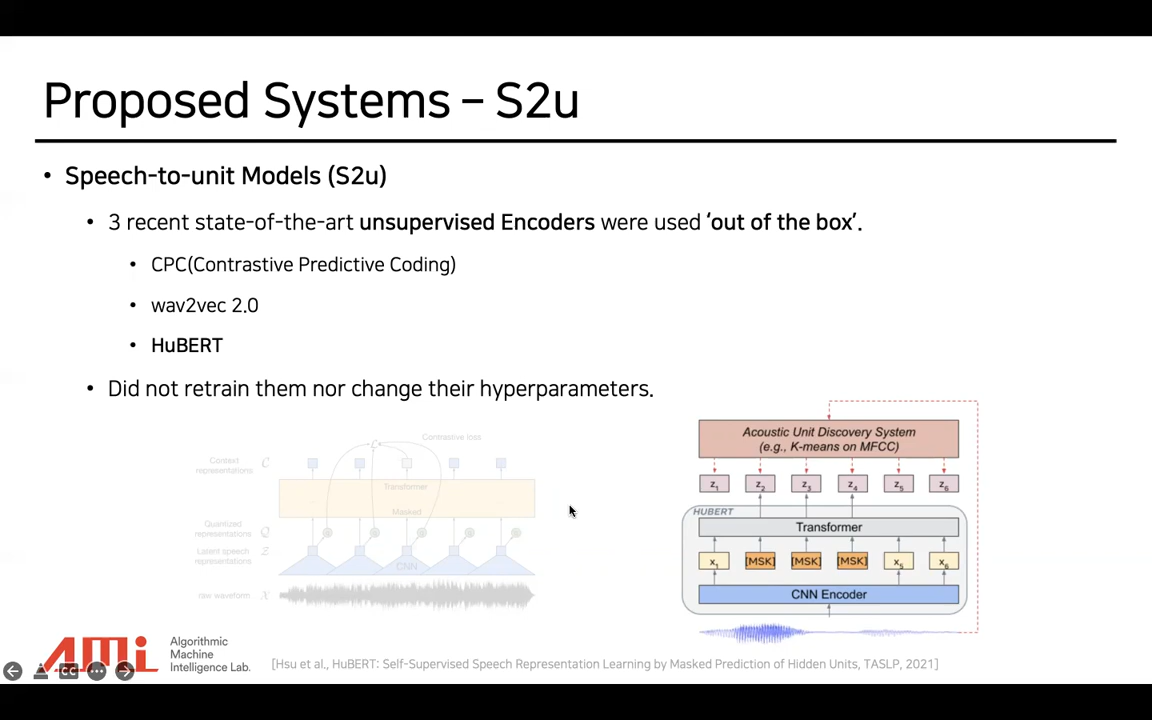 Proposed Systems – S2u
• Speech-to-unit Models (S2u)
• 3 recent state-of-the-art unsupervised Encoders were used ‘out of the box’.
• CPC(Contrastive Predictive Coding)
• wav2vec 2.0
• HuBERT
• Did not retrain them nor change their hyperparameters.
Contrastive loss
L
Context
representations C
Transformer
Masked
Quantized
representations Q
Latent speech
representations Z
CNN
raw waveform X
Acoustic Unit Discovery System
(e.g., K-means on MFCC)
z1 z2 z3 z4 z5 z6
HUBERT
Transformer
x1 [MSK] [MSK] [MSK] x5 x6
CNN Encoder
AMI
Algorithmic
Machine
Intelligence Lab.
CC
[Hsu et al., HuBERT: Self-Supervised Speech Representation Learning by Masked Prediction of Hidden Units, TASLP, 2021]